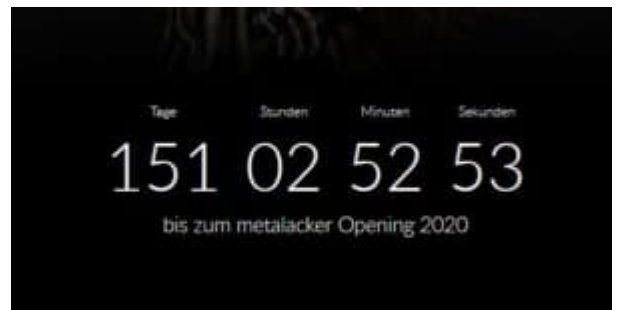 Tage Stunden Minuten Sekunden
151 02 52 53
bis zum metalacker Opening 2020